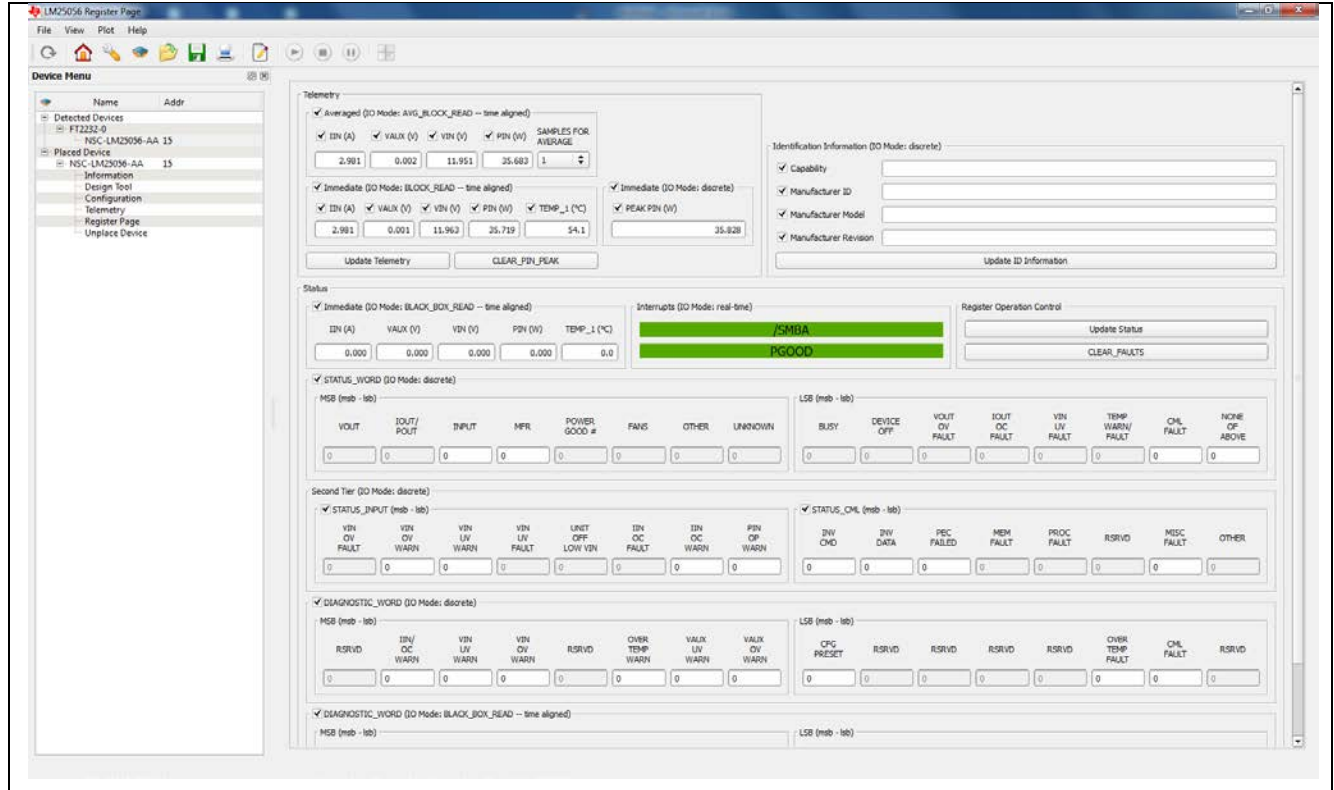 LM25056 Register Page
File View Plot Help
Device Menu
Name Addr
Detected Devices
FT2232-0
NSC-LM25056-AA 15
Placed Device
NSC-LM25056-AA 15
Information
Design Tool
Configuration
Telemetry
Register Page
Unplace Device
Telemetry
Averaged (IO Mode: AVG_BLOCK_READ -- time aligned)
IIN (A) VAUX (V) VIN (V) PIN (W) SAMPLES FOR AVERAGE
2.981 0.002 11.951 35.683 1
Immediate (IO Mode: BLOCK_READ -- time aligned)
IIN (A) VAUX (V) VIN (V) PIN (W) TEMP_1 (°C)
2.981 0.001 11.963 35.719 54.1
Immediate (IO Mode: discrete)
PEAK PIN (W)
35.828
Update Telemetry CLEAR_PIN_PEAK
Identification Information (IO Mode: discrete)
Capability
Manufacturer ID
Manufacturer Model
Manufacturer Revision
Update ID Information
Status
Immediate (IO Mode: BLACK_BOX_READ -- time aligned)
IIN (A) VAUX (V) VIN (V) PIN (W) TEMP_1 (°C)
0.000 0.000 0.000 0.000 0.0
Interrupts (IO Mode: real-time)
/SMBA
PGOOD
Register Operation Control
Update Status
CLEAR_FAULTS
STATUS_WORD (IO Mode: discrete)
MSB (msb - lsb)
VOUT IOUT/ POUT INPUT MFR POWER GOOD # FANS OTHER UNKNOWN
0 0 0 0 0 0 0 0
LSB (msb - lsb)
BUSY DEVICE OFF VOUT OV FAULT IOUT OC FAULT VIN UV FAULT TEMP WARN/ FAULT CML FAULT NONE OF ABOVE
0 0 0 0 0 0 0 0
Second Tier (IO Mode: discrete)
STATUS_INPUT (msb - lsb)
VIN OV FAULT VIN OV WARN VIN UV WARN VIN UV FAULT UNIT OFF LOW VIN IIN OC FAULT IIN OC WARN PIN OP WARN
0 0 0 0 0 0 0 0
STATUS_CML (msb - lsb)
INV CMD INV DATA PEC FAILED MEM FAULT PROC FAULT RSRVD MISC FAULT OTHER
0 0 0 0 0 0 0 0
DIAGNOSTIC_WORD (IO Mode: discrete)
MSB (msb - lsb)
RSRVD IIN/ OC WARN VIN UV WARN VIN OV WARN RSRVD OVER TEMP WARN VAUX UV WARN VAUX OV WARN
0 0 0 0 0 0 0 0
LSB (msb - lsb)
CFG PRESET RSRVD RSRVD RSRVD RSRVD OVER TEMP FAULT CML FAULT RSRVD
0 0 0 0 0 0 0 0
DIAGNOSTIC_WORD (IO Mode: BLACK_BOX_READ -- time aligned)
MSB (msb - lsb)
LSB (msb - lsb)